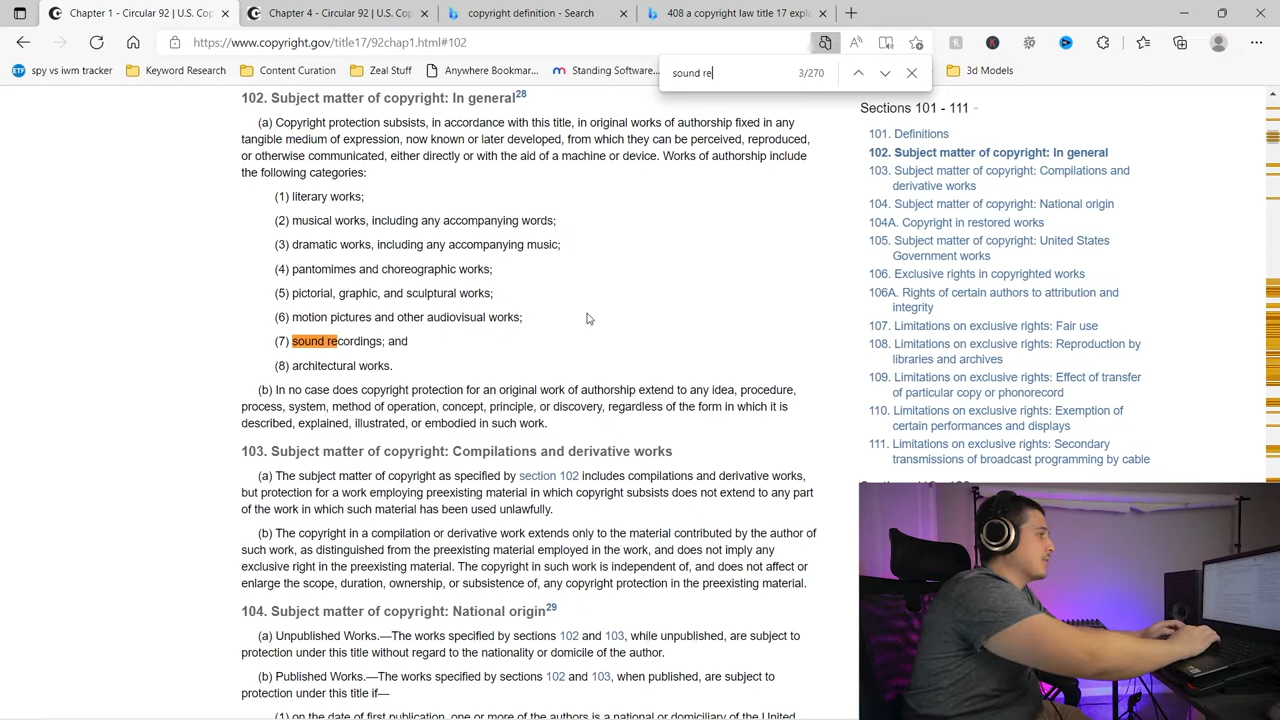 Chapter 1 - Circular 92 | U.S. Cop
Chapter 4 - Circular 92 | U.S. Cop
copyright definition - Search
408 a copyright law title 17 expla
https://www.copyright.gov/title17/92chap1.html#102
spy vs iwm tracker
Keyword Research
Content Curation
Zeal Stuff
Anywhere Bookmar...
Standing Software...
3d Models
sound re
3/270
102. Subject matter of copyright: In general28
(a) Copyright protection subsists, in accordance with this title, in original works of authorship fixed in any
tangible medium of expression, now known or later developed, from which they can be perceived, reproduced,
or otherwise communicated, either directly or with the aid of a machine or device. Works of authorship include
the following categories:
(1) literary works;
(2) musical works, including any accompanying words;
(3) dramatic works, including any accompanying music;
(4) pantomimes and choreographic works;
(5) pictorial, graphic, and sculptural works;
(6) motion pictures and other audiovisual works;
(7) sound recordings; and
(8) architectural works.
(b) In no case does copyright protection for an original work of authorship extend to any idea, procedure,
process, system, method of operation, concept, principle, or discovery, regardless of the form in which it is
described, explained, illustrated, or embodied in such work.
103. Subject matter of copyright: Compilations and derivative works
(a) The subject matter of copyright as specified by section 102 includes compilations and derivative works,
but protection for a work employing preexisting material in which copyright subsists does not extend to any part
of the work in which such material has been used unlawfully.
(b) The copyright in a compilation or derivative work extends only to the material contributed by the author of
such work, as distinguished from the preexisting material employed in the work, and does not imply any
exclusive right in the preexisting material. The copyright in such work is independent of, and does not affect or
enlarge the scope, duration, ownership, or subsistence of, any copyright protection in the preexisting material.
104. Subject matter of copyright: National origin29
(a) Unpublished Works.—The works specified by sections 102 and 103, while unpublished, are subject to
protection under this title without regard to the nationality or domicile of the author.
(b) Published Works.—The works specified by sections 102 and 103, when published, are subject to
protection under this title if—
(1) on the date of first publication, one or more of the authors is a national or domiciliary of the United
Sections 101 - 111
101. Definitions
102. Subject matter of copyright: In general
103. Subject matter of copyright: Compilations and
derivative works
104. Subject matter of copyright: National origin
104A. Copyright in restored works
105. Subject matter of copyright: United States
Government works
106. Exclusive rights in copyrighted works
106A. Rights of certain authors to attribution and
integrity
107. Limitations on exclusive rights: Fair use
108. Limitations on exclusive rights: Reproduction by
libraries and archives
109. Limitations on exclusive rights: Effect of transfer
of particular copy or phonorecord
110. Limitations on exclusive rights: Exemption of
certain performances and displays
111. Limitations on exclusive rights: Secondary
transmissions of broadcast programming by cable